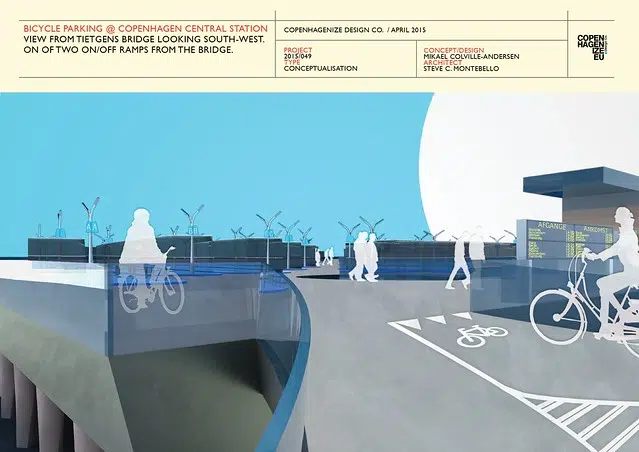 BICYCLE PARKING @ COPENHAGEN CENTRAL STATION
VIEW FROM TIETGENS BRIDGE LOOKING SOUTH-WEST.
ON OF TWO ON/OFF RAMPS FROM THE BRIDGE.
COPENHAGENIZE DESIGN CO. / APRIL 2015
PROJECT
2015/049
TYPE
CONCEPTUALISATION
CONCEPT/DESIGN
MIKAEL COLVILLE-ANDERSEN
ARCHITECT
STEVE C. MONTEBELLO
COPEN
HAGEN
IZE
EU
AFGANGE
ANKOMST